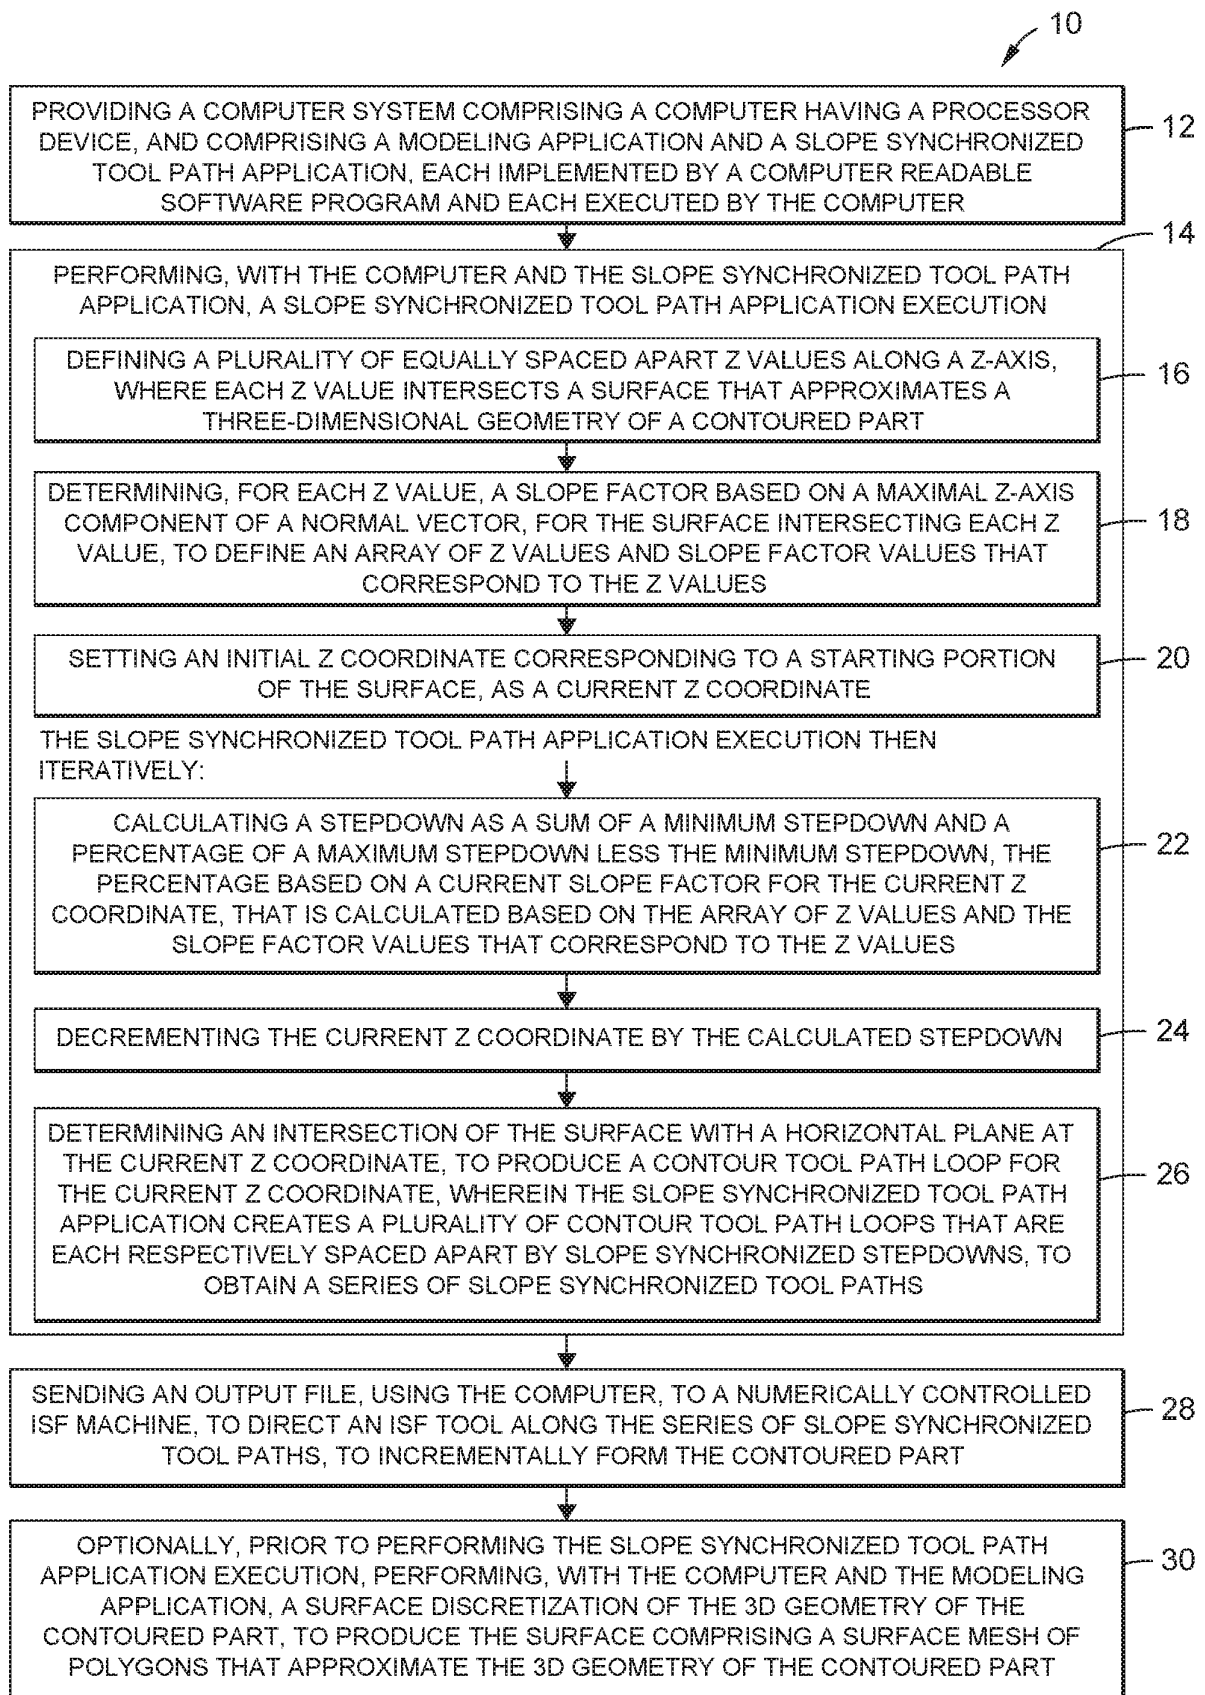 10
PROVIDING A COMPUTER SYSTEM COMPRISING A COMPUTER HAVING A PROCESSOR
DEVICE, AND COMPRISING A MODELING APPLICATION AND A SLOPE SYNCHRONIZED
TOOL PATH APPLICATION, EACH IMPLEMENTED BY A COMPUTER READABLE
SOFTWARE PROGRAM AND EACH EXECUTED BY THE COMPUTER
12
14
PERFORMING, WITH THE COMPUTER AND THE SLOPE SYNCHRONIZED TOOL PATH
APPLICATION, A SLOPE SYNCHRONIZED TOOL PATH APPLICATION EXECUTION
DEFINING A PLURALITY OF EQUALLY SPACED APART Z VALUES ALONG A Z-AXIS,
WHERE EACH Z VALUE INTERSECTS A SURFACE THAT APPROXIMATES A
THREE-DIMENSIONAL GEOMETRY OF A CONTOURED PART
16
DETERMINING, FOR EACH Z VALUE, A SLOPE FACTOR BASED ON A MAXIMAL Z-AXIS
COMPONENT OF A NORMAL VECTOR, FOR THE SURFACE INTERSECTING EACH Z
VALUE, TO DEFINE AN ARRAY OF Z VALUES AND SLOPE FACTOR VALUES THAT
CORRESPOND TO THE Z VALUES
18
SETTING AN INITIAL Z COORDINATE CORRESPONDING TO A STARTING PORTION
OF THE SURFACE, AS A CURRENT Z COORDINATE
20
THE SLOPE SYNCHRONIZED TOOL PATH APPLICATION EXECUTION THEN
ITERATIVELY:
CALCULATING A STEPDOWN AS A SUM OF A MINIMUM STEPDOWN AND A
PERCENTAGE OF A MAXIMUM STEPDOWN LESS THE MINIMUM STEPDOWN, THE
PERCENTAGE BASED ON A CURRENT SLOPE FACTOR FOR THE CURRENT Z
COORDINATE, THAT IS CALCULATED BASED ON THE ARRAY OF Z VALUES AND THE
SLOPE FACTOR VALUES THAT CORRESPOND TO THE Z VALUES
22
DECREMENTING THE CURRENT Z COORDINATE BY THE CALCULATED STEPDOWN
24
DETERMINING AN INTERSECTION OF THE SURFACE WITH A HORIZONTAL PLANE AT
THE CURRENT Z COORDINATE, TO PRODUCE A CONTOUR TOOL PATH LOOP FOR
THE CURRENT Z COORDINATE, WHEREIN THE SLOPE SYNCHRONIZED TOOL PATH
APPLICATION CREATES A PLURALITY OF CONTOUR TOOL PATH LOOPS THAT ARE
EACH RESPECTIVELY SPACED APART BY SLOPE SYNCHRONIZED STEPDOWNS, TO
OBTAIN A SERIES OF SLOPE SYNCHRONIZED TOOL PATHS
26
SENDING AN OUTPUT FILE, USING THE COMPUTER, TO A NUMERICALLY CONTROLLED
ISF MACHINE, TO DIRECT AN ISF TOOL ALONG THE SERIES OF SLOPE SYNCHRONIZED
TOOL PATHS, TO INCREMENTALLY FORM THE CONTOURED PART
28
OPTIONALLY, PRIOR TO PERFORMING THE SLOPE SYNCHRONIZED TOOL PATH
APPLICATION EXECUTION, PERFORMING, WITH THE COMPUTER AND THE MODELING
APPLICATION, A SURFACE DISCRETIZATION OF THE 3D GEOMETRY OF THE
CONTOURED PART, TO PRODUCE THE SURFACE COMPRISING A SURFACE MESH OF
POLYGONS THAT APPROXIMATE THE 3D GEOMETRY OF THE CONTOURED PART
30